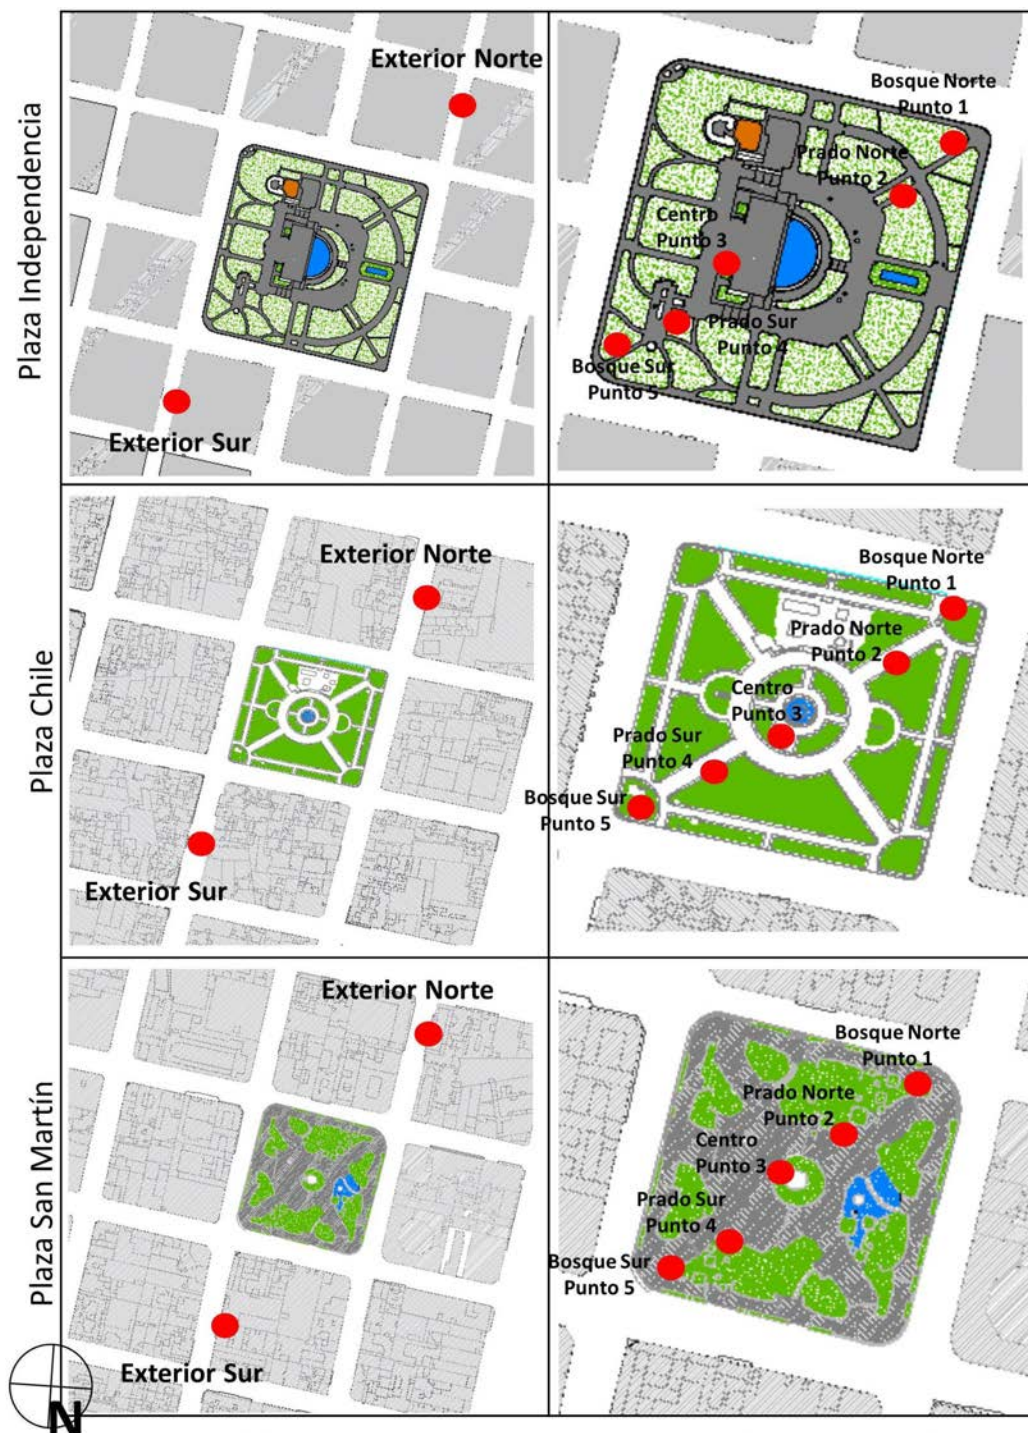 Plaza Independencia
Exterior Norte
Exterior Sur
Bosque Norte
Punto 1
Prado Norte
Punto 2
Centro
Punto 3
Prado Sur
Punto 4
Bosque Sur
Punto 5
Plaza Chile
Exterior Norte
Exterior Sur
Bosque Norte
Punto 1
Prado Norte
Punto 2
Centro
Punto 3
Prado Sur
Punto 4
Bosque Sur
Punto 5
Plaza San Martín
Exterior Norte
Exterior Sur
Bosque Norte
Punto 1
Prado Norte
Punto 2
Centro
Punto 3
Prado Sur
Punto 4
Bosque Sur
Punto 5
N